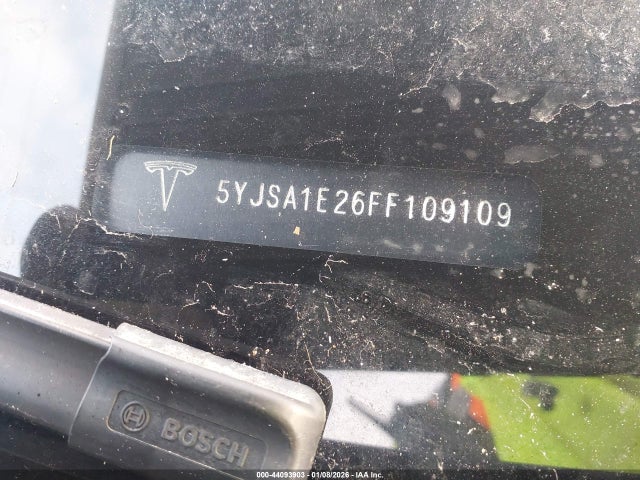 5YJSA1E26FF109109
BOSCH
000-44093903 - 01/08/2026 - IAA Inc.